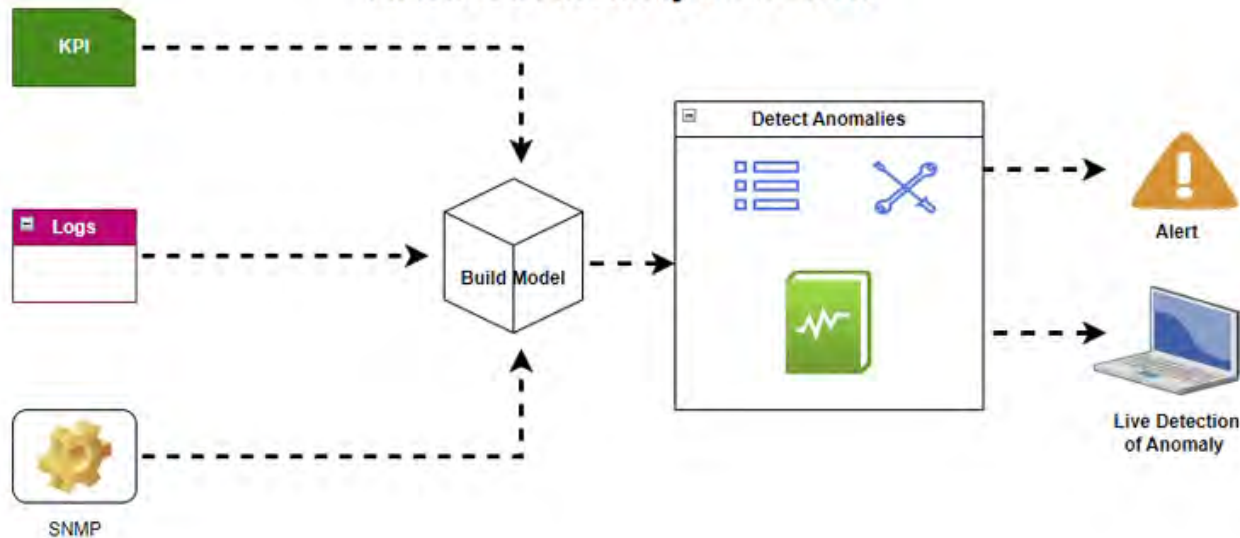 KPI
Detect Anomalies
Logs
Build Model
Alert
Live Detection
of Anomaly
SNMP